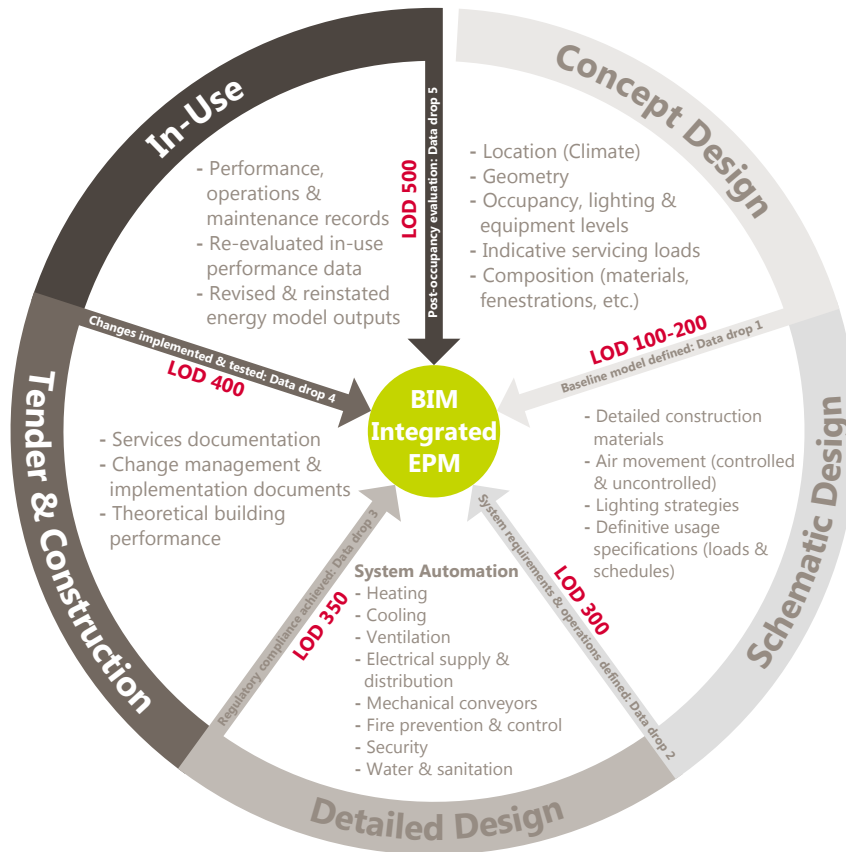 Concept Design
- Location (Climate)
- Geometry
- Occupancy, lighting &
equipment levels
- Indicative servicing loads
- Composition (materials,
fenestrations, etc.)
LOD 100-200
Baseline model defined: Data drop 1
Schematic Design
- Detailed construction
materials
- Air movement (controlled
& uncontrolled)
- Lighting strategies
- Definitive usage
specifications (loads &
schedules)
LOD 300
System requirements & operations defined: Data drop 2
Detailed Design
System Automation
- Heating
- Cooling
- Ventilation
- Electrical supply &
distribution
- Mechanical conveyors
- Fire prevention & control
- Security
- Water & sanitation
LOD 350
Regulatory compliance achieved: Data drop 3
Tender & Construction
- Services documentation
- Change management &
implementation documents
- Theoretical building
performance
LOD 400
Changes implemented & tested: Data drop 4
In-Use
- Performance,
operations &
maintenance records
- Re-evaluated in-use
performance data
- Revised & reinstated
energy model outputs
LOD 500
Post-occupancy evaluation: Data drop 5
BIM
Integrated
EPM